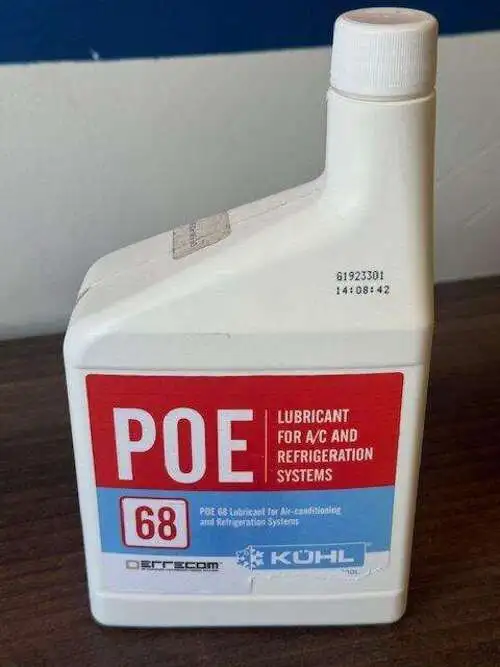 G1923301
14:08:42
POE
LUBRICANT
FOR A/C AND
REFRIGERATION
SYSTEMS
68
POE 68 Lubricant for Air-conditioning
and Refrigeration Systems
ERRECOM
KÜHL